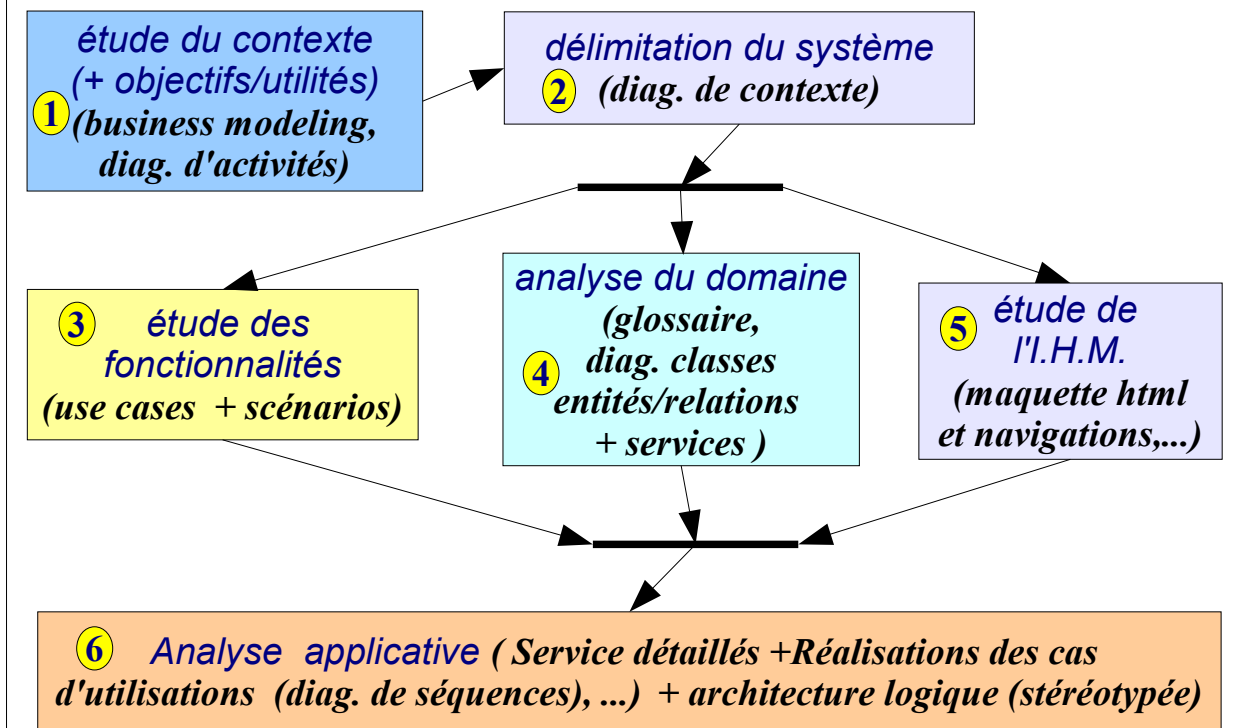 étude du contexte
(+ objectifs/utilités)
1
(business modeling,
diag. d'activités)
délimitation du système
2 (diag. de contexte)
3 étude des
fonctionnalités
(use cases + scénarios)
analyse du domaine
(glossaire,
diag. classes
4
entités/relations
+ services )
5 étude de
l'I.H.M.
(maquette html
et navigations,...)
6 Analyse applicative ( Service détaillés +Réalisations des cas
d'utilisations (diag. de séquences), ...) + architecture logique (stéréotypée)